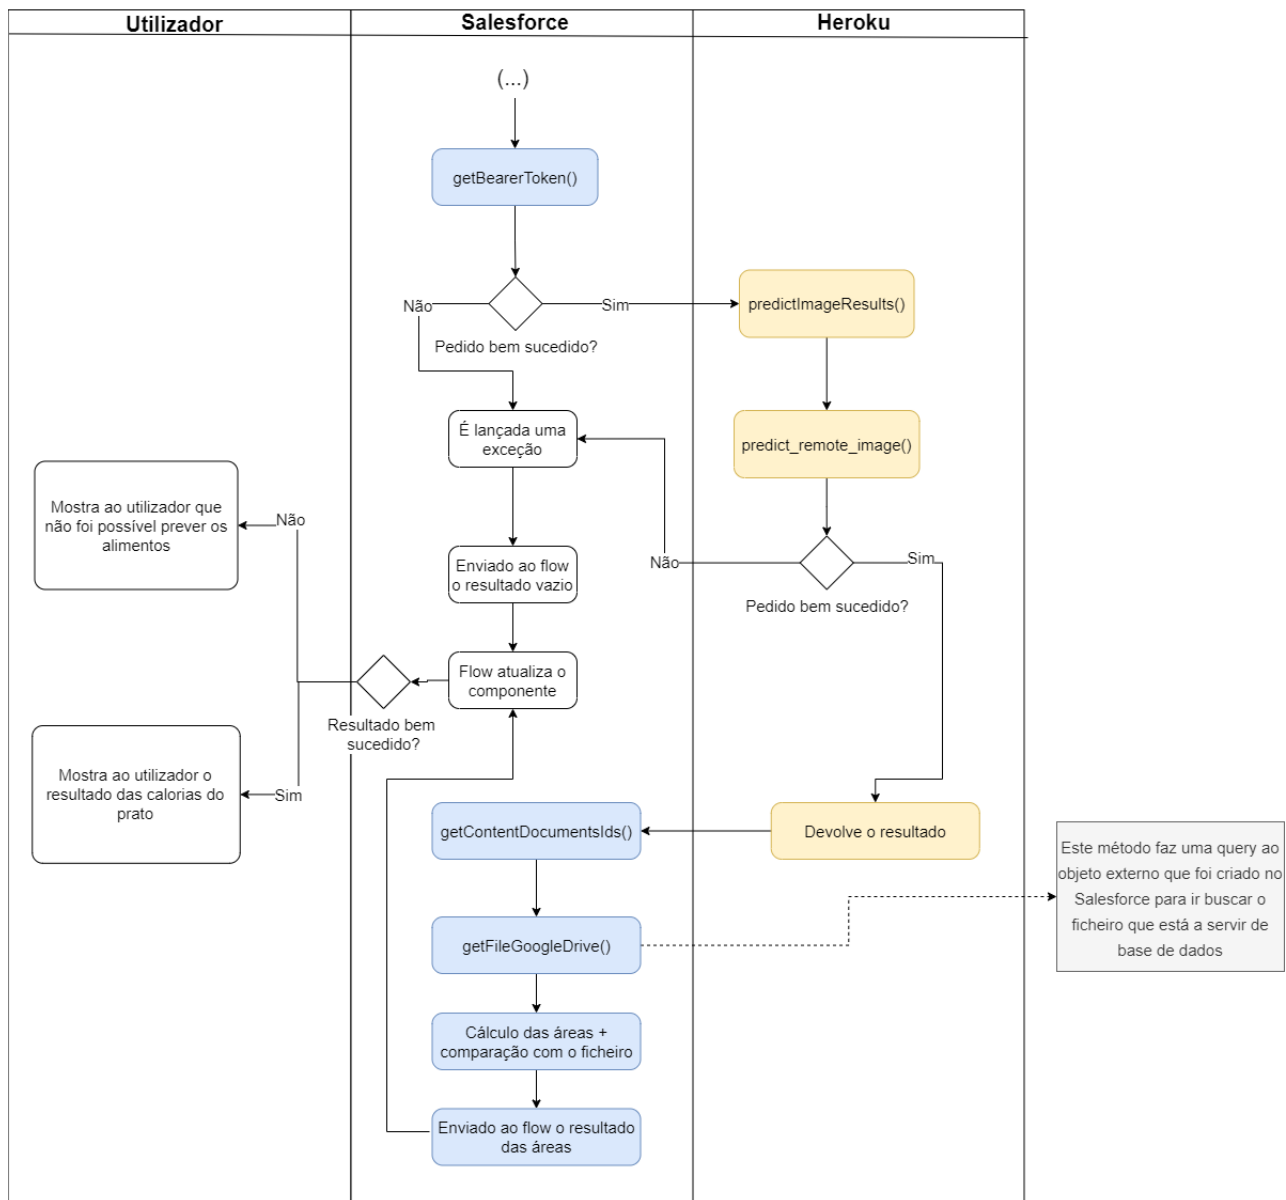 Utilizador
Salesforce
Heroku
(...)
getBearerToken()
Não
Sim
Pedido bem sucedido?
predictImageResults()
É lançada uma
exceção
predict_remote_image()
Mostra ao utilizador que
não foi possível prever os
alimentos
Não
Enviado ao flow
o resultado vazio
Não
Sim
Pedido bem sucedido?
Flow atualiza o
componente
Resultado bem
sucedido?
Mostra ao utilizador o
resultado das calorias do
prato
Sim
getContentDocumentsIds()
Devolve o resultado
Este método faz uma query ao
objeto externo que foi criado no
Salesforce para ir buscar o
ficheiro que está a servir de
base de dados
getFileGoogleDrive()
Cálculo das áreas +
comparação com o ficheiro
Enviado ao flow o resultado
das áreas